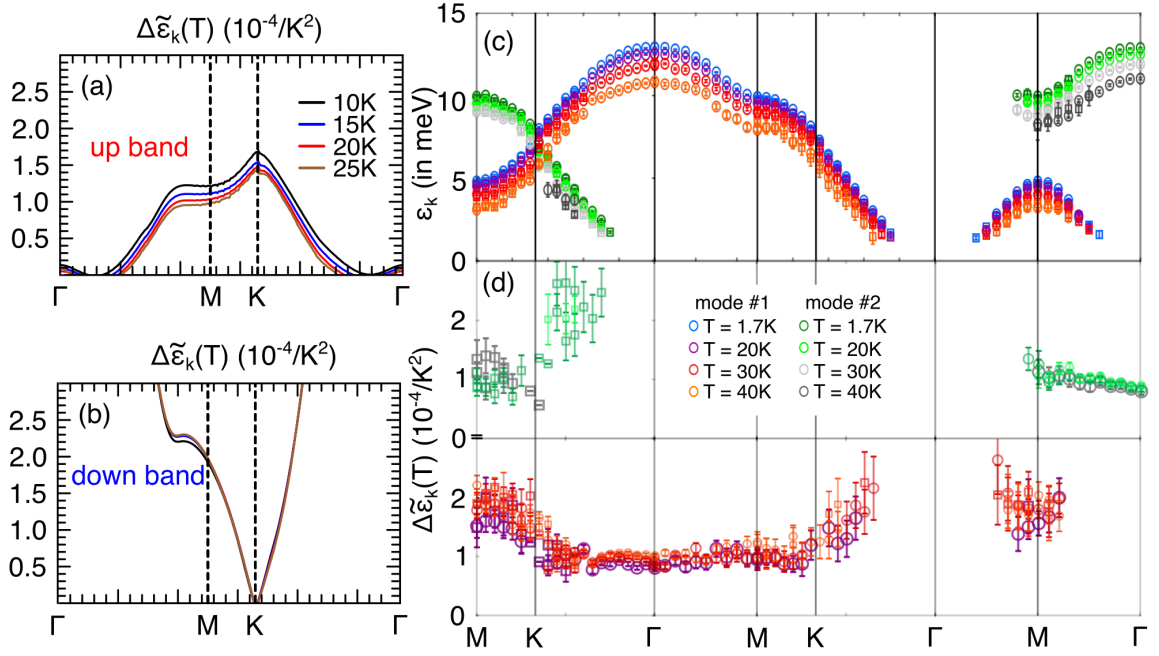 Δε̃ₖ(T) (10⁻⁴/K²)
(a)
up band
10K
15K
20K
25K
2.5
2.0
1.5
1.0
0.5
Γ M K Γ
Δε̃ₖ(T) (10⁻⁴/K²)
(b)
down band
2.5
2.0
1.5
1.0
0.5
Γ M K Γ
(c)
εₖ (in meV)
15
10
5
0
(d)
mode #1 mode #2
T = 1.7K T = 1.7K
T = 20K T = 20K
T = 30K T = 30K
T = 40K T = 40K
Δε̃ₖ(T) (10⁻⁴/K²)
2
1
0
2
1
0
M K Γ M K Γ M Γ